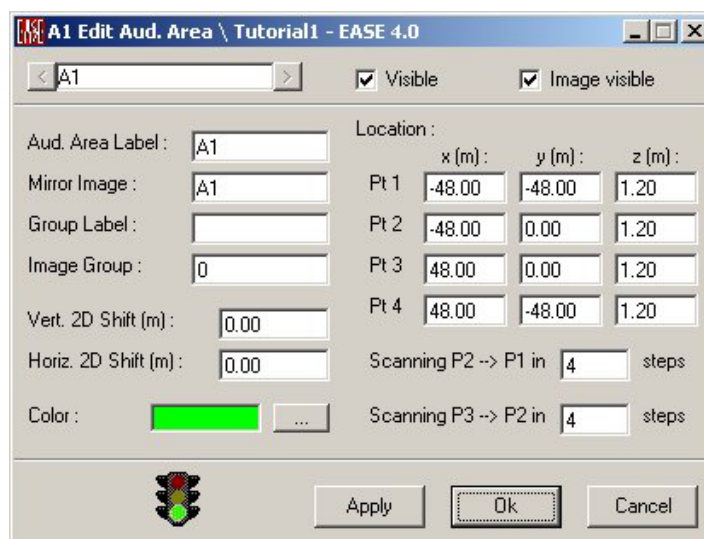 EASE A1 Edit Aud. Area \ Tutorial1 - EASE 4.0
< A1 > Visible Image visible
Location :
x (m) : y (m) : z (m) :
Aud. Area Label : A1
Mirror Image : A1
Group Label :
Image Group : 0
Vert. 2D Shift (m) : 0.00
Horiz. 2D Shift (m) : 0.00
Color : ...
Pt 1 -48.00 -48.00 1.20
Pt 2 -48.00 0.00 1.20
Pt 3 48.00 0.00 1.20
Pt 4 48.00 -48.00 1.20
Scanning P2 --> P1 in 4 steps
Scanning P3 --> P2 in 4 steps
Apply Ok Cancel